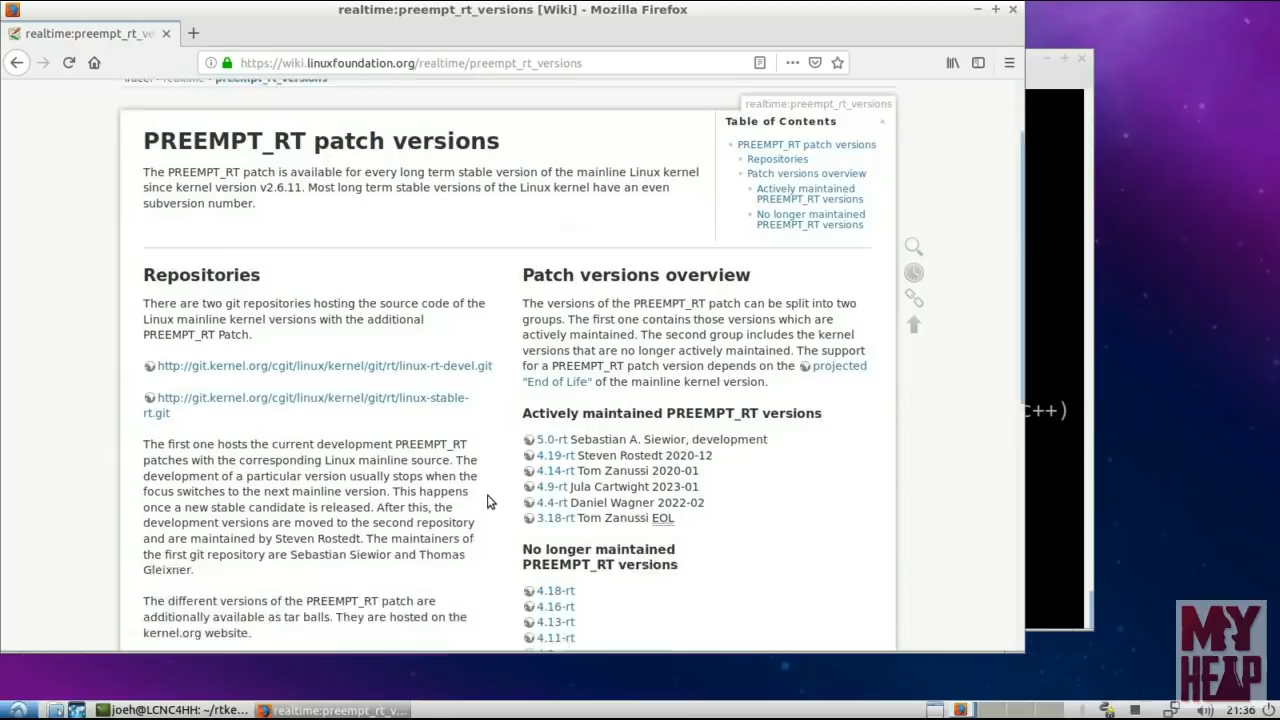 realtime:preempt_rt_versions [Wiki] - Mozilla Firefox
realtime:preempt_rt_ve
https://wiki.linuxfoundation.org/realtime/preempt_rt_versions
preempt_rt_versions
realtime:preempt_rt_versions
Table of Contents
PREEMPT_RT patch versions
Repositories
Patch versions overview
Actively maintained
PREEMPT_RT versions
No longer maintained
PREEMPT_RT versions
PREEMPT_RT patch versions
The PREEMPT_RT patch is available for every long term stable version of the mainline Linux kernel
since kernel version v2.6.11. Most long term stable versions of the Linux kernel have an even
subversion number.
Repositories
There are two git repositories hosting the source code of the
Linux mainline kernel versions with the additional
PREEMPT_RT Patch.
http://git.kernel.org/cgit/linux/kernel/git/rt/linux-rt-devel.git
http://git.kernel.org/cgit/linux/kernel/git/rt/linux-stable-
rt.git
The first one hosts the current development PREEMPT_RT
patches with the corresponding Linux mainline source. The
development of a particular version usually stops when the
focus switches to the next mainline version. This happens
once a new stable candidate is released. After this, the
development versions are moved to the second repository
and are maintained by Steven Rostedt. The maintainers of
the first git repository are Sebastian Siewior and Thomas
Gleixner.
The different versions of the PREEMPT_RT patch are
additionally available as tar balls. They are hosted on the
kernel.org website.
Patch versions overview
The versions of the PREEMPT_RT patch can be split into two
groups. The first one contains those versions which are
actively maintained. The second group includes the kernel
versions that are no longer actively maintained. The support
for a PREEMPT_RT patch version depends on the projected
"End of Life" of the mainline kernel version.
Actively maintained PREEMPT_RT versions
5.0-rt Sebastian A. Siewior, development
4.19-rt Steven Rostedt 2020-12
4.14-rt Tom Zanussi 2020-01
4.9-rt Jula Cartwright 2023-01
4.4-rt Daniel Wagner 2022-02
3.18-rt Tom Zanussi EOL
No longer maintained
PREEMPT_RT versions
4.18-rt
4.16-rt
4.13-rt
4.11-rt
c++)
MY
HEAP
joeh@LCNC4HH: ~/rtke...
realtime:preempt_rt_v...
21:36